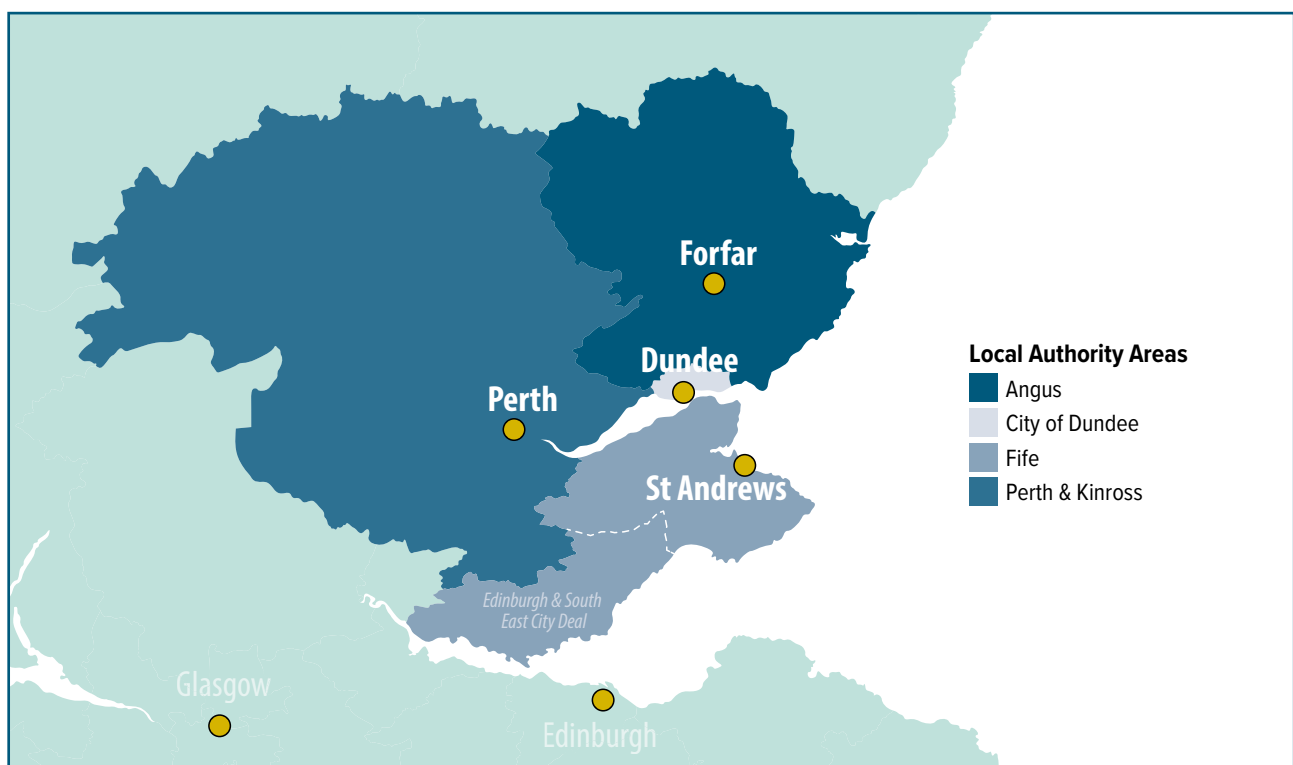 Forfar
Dundee
Perth
St Andrews
Edinburgh & South
East City Deal
Glasgow
Edinburgh
Local Authority Areas
Angus
City of Dundee
Fife
Perth & Kinross